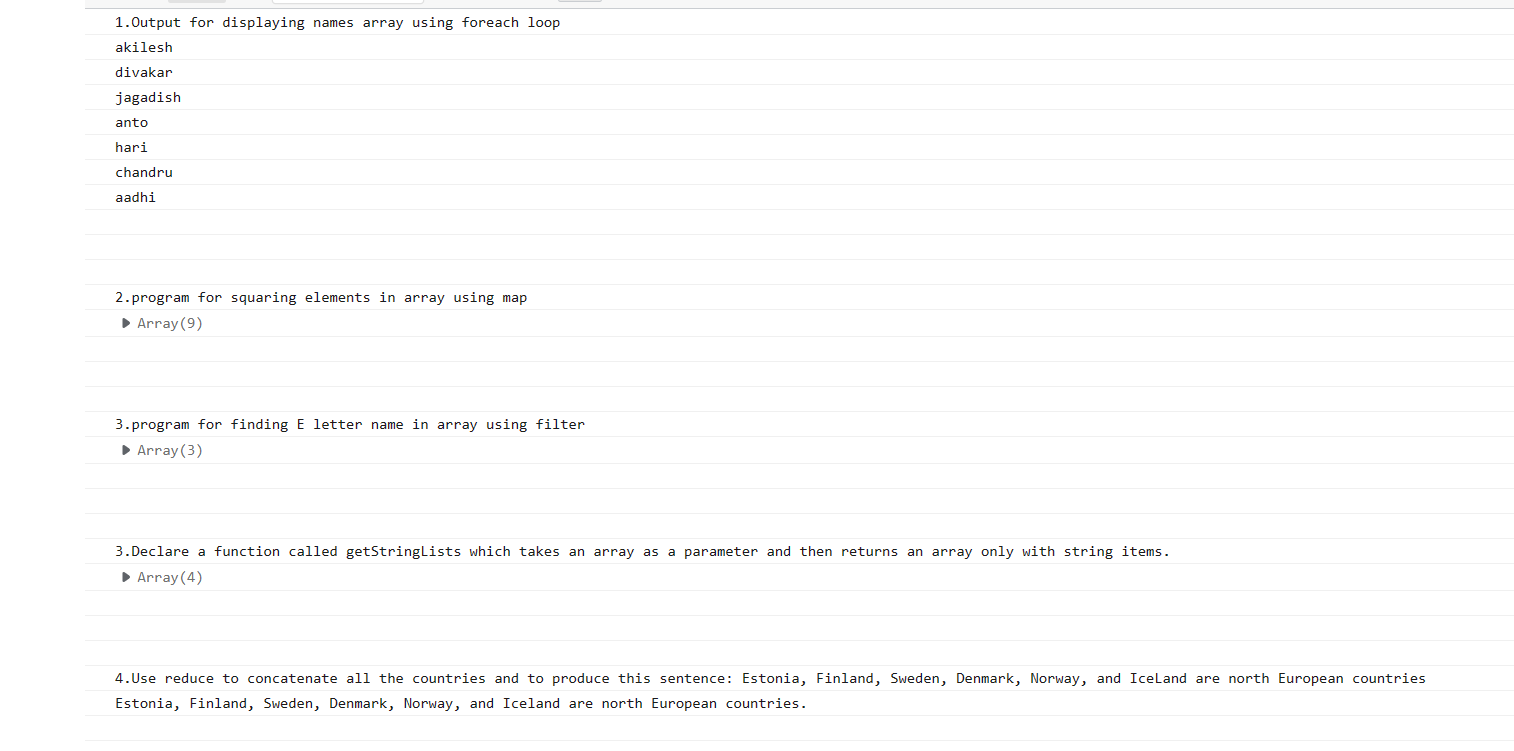 1.Output for displaying names array using foreach loop
akilesh
divakar
jagadish
anto
hari
chandru
aadhi
2.program for squaring elements in array using map
Array(9)
3.program for finding E letter name in array using filter
Array(3)
3.Declare a function called getStringLists which takes an array as a parameter and then returns an array only with string items.
Array(4)
4.Use reduce to concatenate all the countries and to produce this sentence: Estonia, Finland, Sweden, Denmark, Norway, and IceLand are north European countries
Estonia, Finland, Sweden, Denmark, Norway, and Iceland are north European countries.